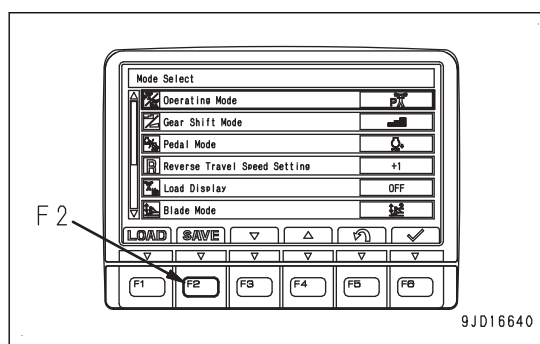 Mode Select
Operating Mode P
Gear Shift Mode
Pedal Mode
R Reverse Travel Speed Setting +1
Load Display OFF
Blade Mode
LOAD SAVE
F2
F1 F2 F3 F4 F5 F6
9JD16640